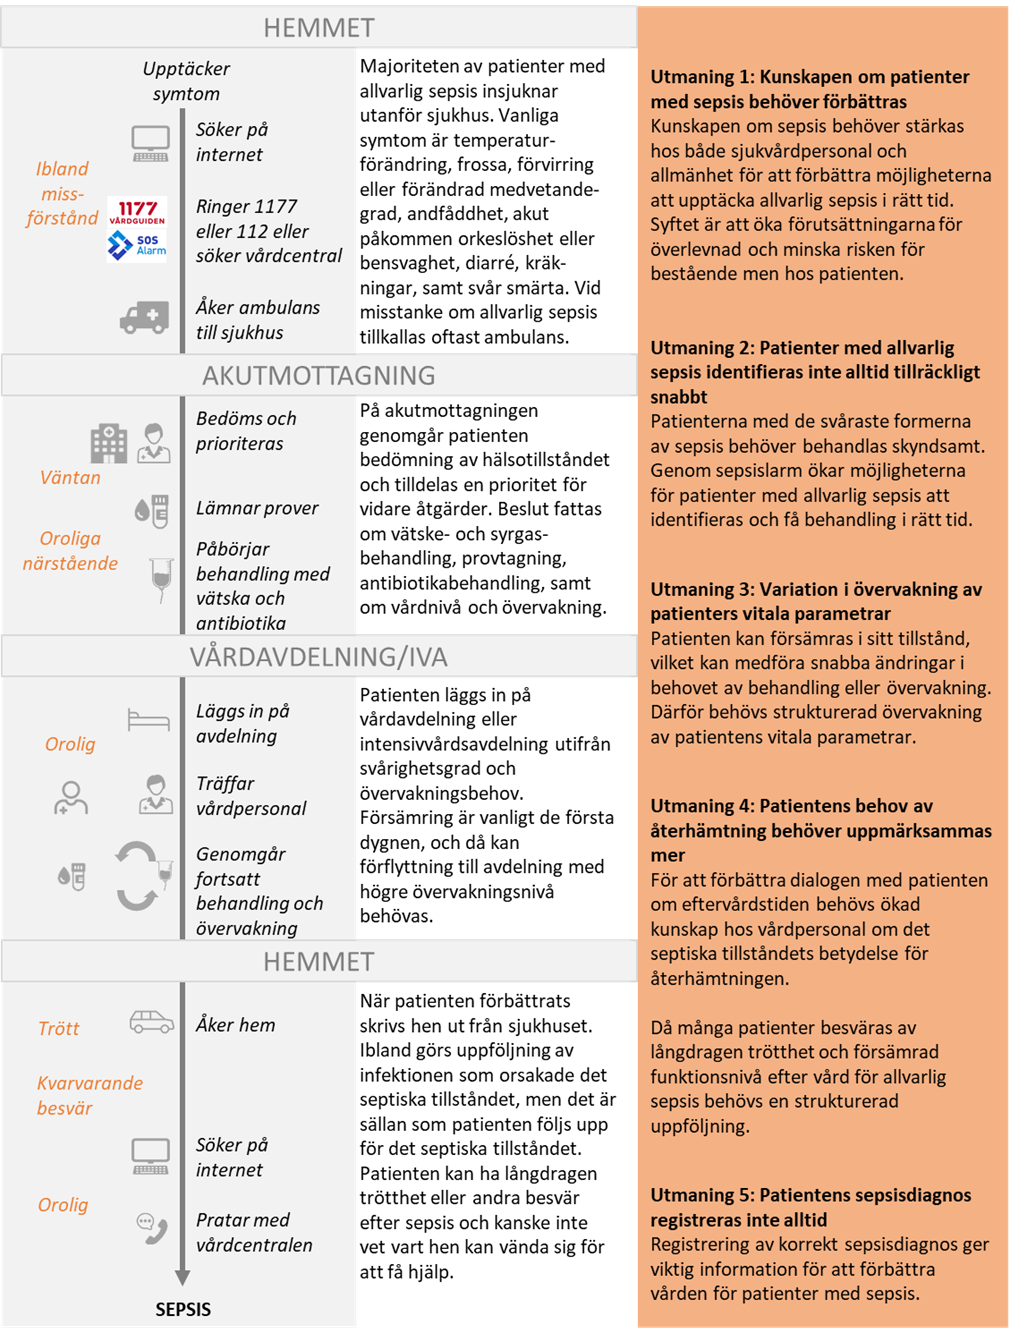 HEMMET
Upptäcker
symtom
Söker på
internet
Ibland
miss-
förstånd
1177
VÅRDGUIDEN
SOS
Alarm
Ringer 1177
eller 112 eller
söker vårdcentral
Åker ambulans
till sjukhus
Majoriteten av patienter med
allvarlig sepsis insjuknar
utanför sjukhus. Vanliga
symtom är temperatur-
förändring, frossa, förvirring
eller förändrad medvetande-
grad, andfåddhet, akut
påkommen orkeslöshet eller
bensvaghet, diarré, kräk-
ningar, samt svår smärta. Vid
misstanke om allvarlig sepsis
tillkallas oftast ambulans.
AKUTMOTTAGNING
Bedöms och
prioriteras
Väntan
Lämnar prover
Oroliga
närstående
Påbörjar
behandling med
vätska och
antibiotika
På akutmottagningen
genomgår patienten
bedömning av hälsotillståndet
och tilldelas en prioritet för
vidare åtgärder. Beslut fattas
om vätske- och syrgas-
behandling, provtagning,
antibiotikabehandling, samt
om vårdnivå och övervakning.
VÅRDAVDELNING/IVA
Läggs in på
avdelning
Orolig
Träffar
vårdpersonal
Genomgår
fortsatt
behandling och
övervakning
Patienten läggs in på
vårdavdelning eller
intensivvårdsavdelning utifrån
svårighetsgrad och
övervakningsbehov.
Försämring är vanligt de första
dygnen, och då kan
förflyttning till avdelning med
högre övervakningsnivå
behövas.
HEMMET
Trött
Åker hem
Kvarvarande
besvär
Söker på
internet
Orolig
Pratar med
vårdcentralen
SEPSIS
När patienten förbättrats
skrivs hen ut från sjukhuset.
Ibland görs uppföljning av
infektionen som orsakade det
septiska tillståndet, men det är
sällan som patienten följs upp
för det septiska tillståndet.
Patienten kan ha långdragen
trötthet eller andra besvär
efter sepsis och kanske inte
vet vart hen kan vända sig för
att få hjälp.
Utmaning 1: Kunskapen om patienter
med sepsis behöver förbättras
Kunskapen om sepsis behöver stärkas
hos både sjukvårdpersonal och
allmänhet för att förbättra möjligheterna
att upptäcka allvarlig sepsis i rätt tid.
Syftet är att öka förutsättningarna för
överlevnad och minska risken för
bestående men hos patienten.
Utmaning 2: Patienter med allvarlig
sepsis identifieras inte alltid tillräckligt
snabbt
Patienterna med de svåraste formerna
av sepsis behöver behandlas skyndsamt.
Genom sepsislarm ökar möjligheterna
för patienter med allvarlig sepsis att
identifieras och få behandling i rätt tid.
Utmaning 3: Variation i övervakning av
patienters vitala parametrar
Patienten kan försämras i sitt tillstånd,
vilket kan medföra snabba ändringar i
behovet av behandling eller övervakning.
Därför behövs strukturerad övervakning
av patientens vitala parametrar.
Utmaning 4: Patientens behov av
återhämtning behöver uppmärksammas
mer
För att förbättra dialogen med patienten
om eftervårdstiden behövs ökad
kunskap hos vårdpersonal om det
septiska tillståndets betydelse för
återhämtningen.
Då många patienter besväras av
långdragen trötthet och försämrad
funktionsnivå efter vård för allvarlig
sepsis behövs en strukturerad
uppföljning.
Utmaning 5: Patientens sepsisdiagnos
registreras inte alltid
Registrering av korrekt sepsisdiagnos ger
viktig information för att förbättra
vården för patienter med sepsis.